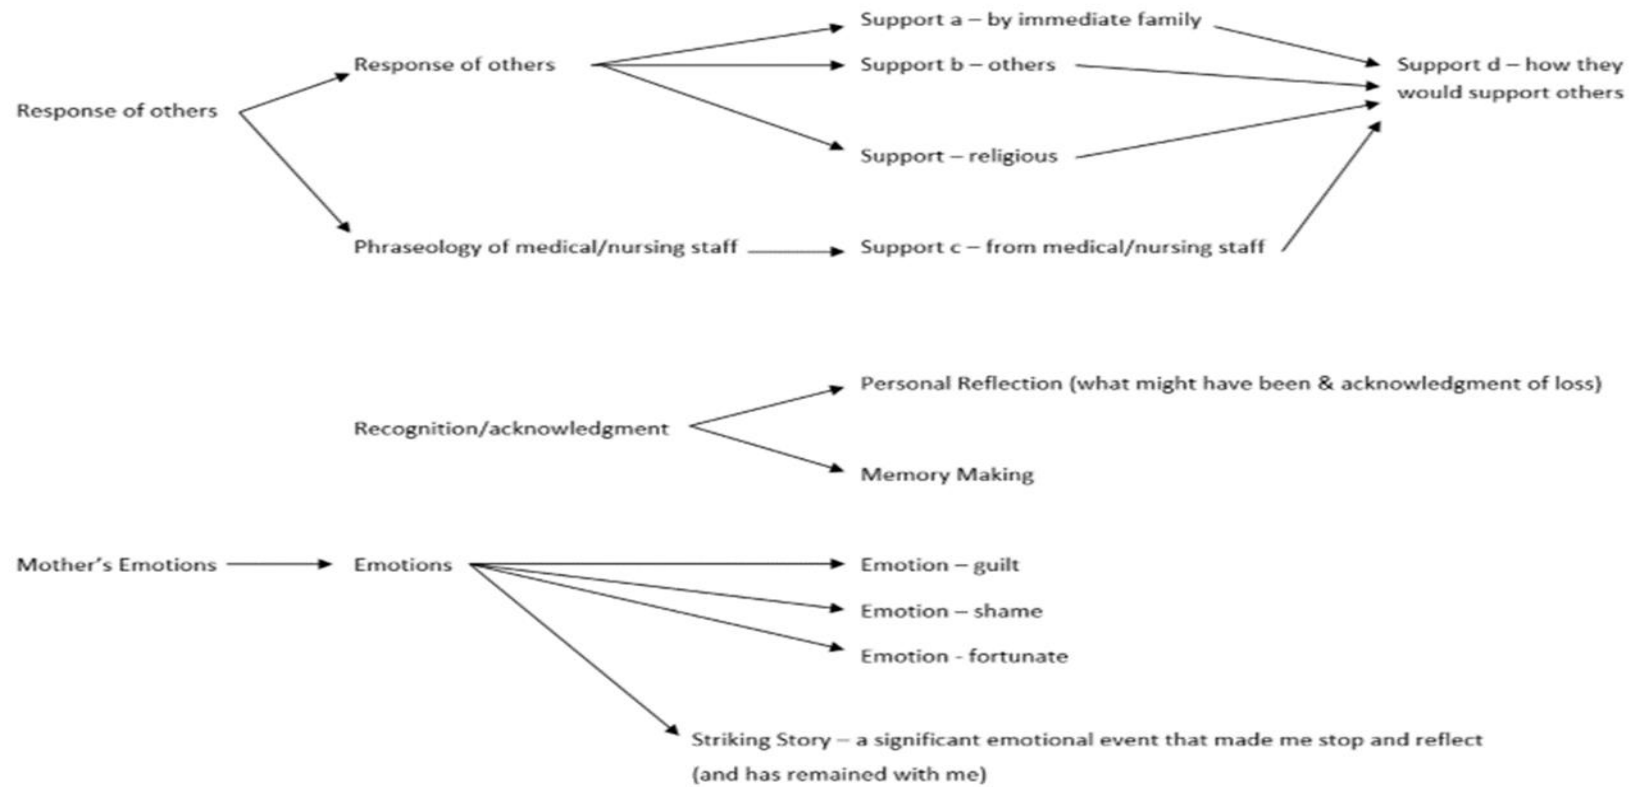 Support a – by immediate family
Response of others
Support b – others
Support d – how they
would support others
Response of others
Support – religious
Phraseology of medical/nursing staff
Support c – from medical/nursing staff
Personal Reflection (what might have been & acknowledgment of loss)
Recognition/acknowledgment
Memory Making
Mother's Emotions
Emotions
Emotion – guilt
Emotion – shame
Emotion - fortunate
Striking Story – a significant emotional event that made me stop and reflect
(and has remained with me)